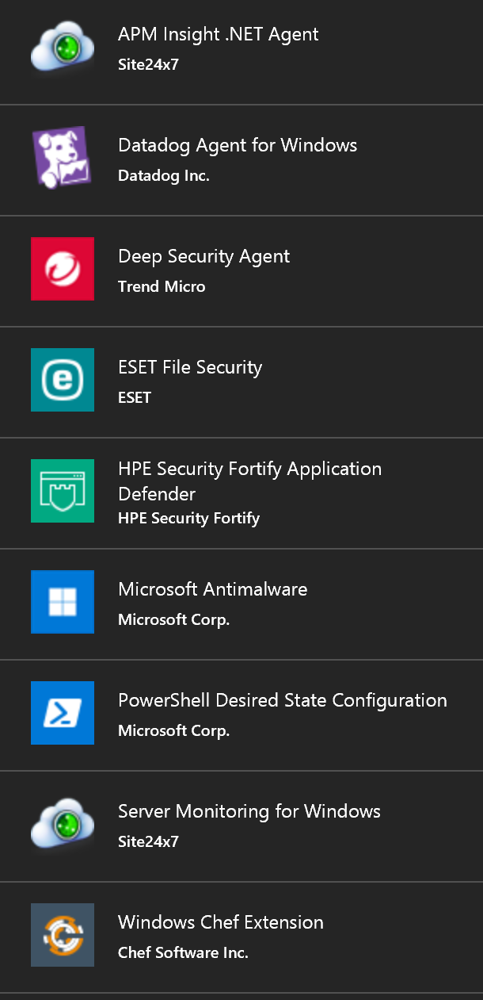 APM Insight .NET Agent
Site24x7
Datadog Agent for Windows
Datadog Inc.
Deep Security Agent
Trend Micro
ESET File Security
ESET
HPE Security Fortify Application
Defender
HPE Security Fortify
Microsoft Antimalware
Microsoft Corp.
PowerShell Desired State Configuration
Microsoft Corp.
Server Monitoring for Windows
Site24x7
Windows Chef Extension
Chef Software Inc.